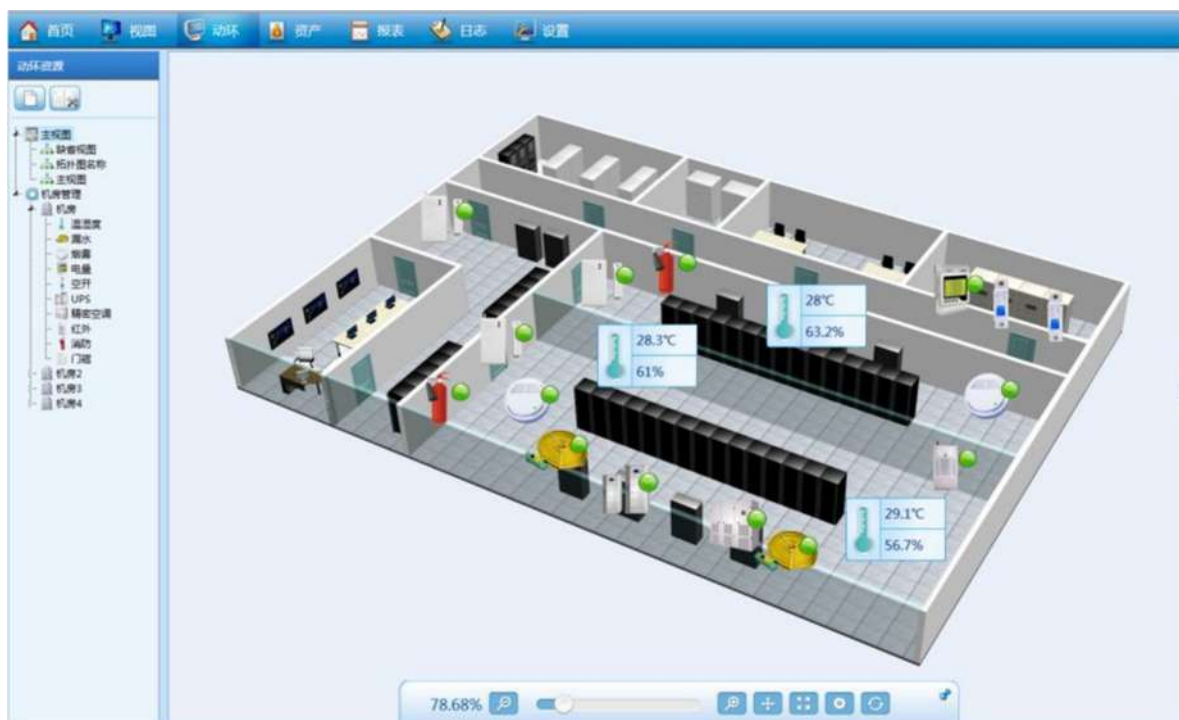 首页 视图 动环 资产 报表 日志 设置
动环资源
主视图
缺省视图
拓扑图名称
主视图
机房管理
机房
温湿度
漏水
烟雾
电量
空开
UPS
精密空调
红外
消防
门磁
机房2
机房3
机房4
28℃
63.2%
28.3℃
61%
29.1℃
56.7%
78.68%